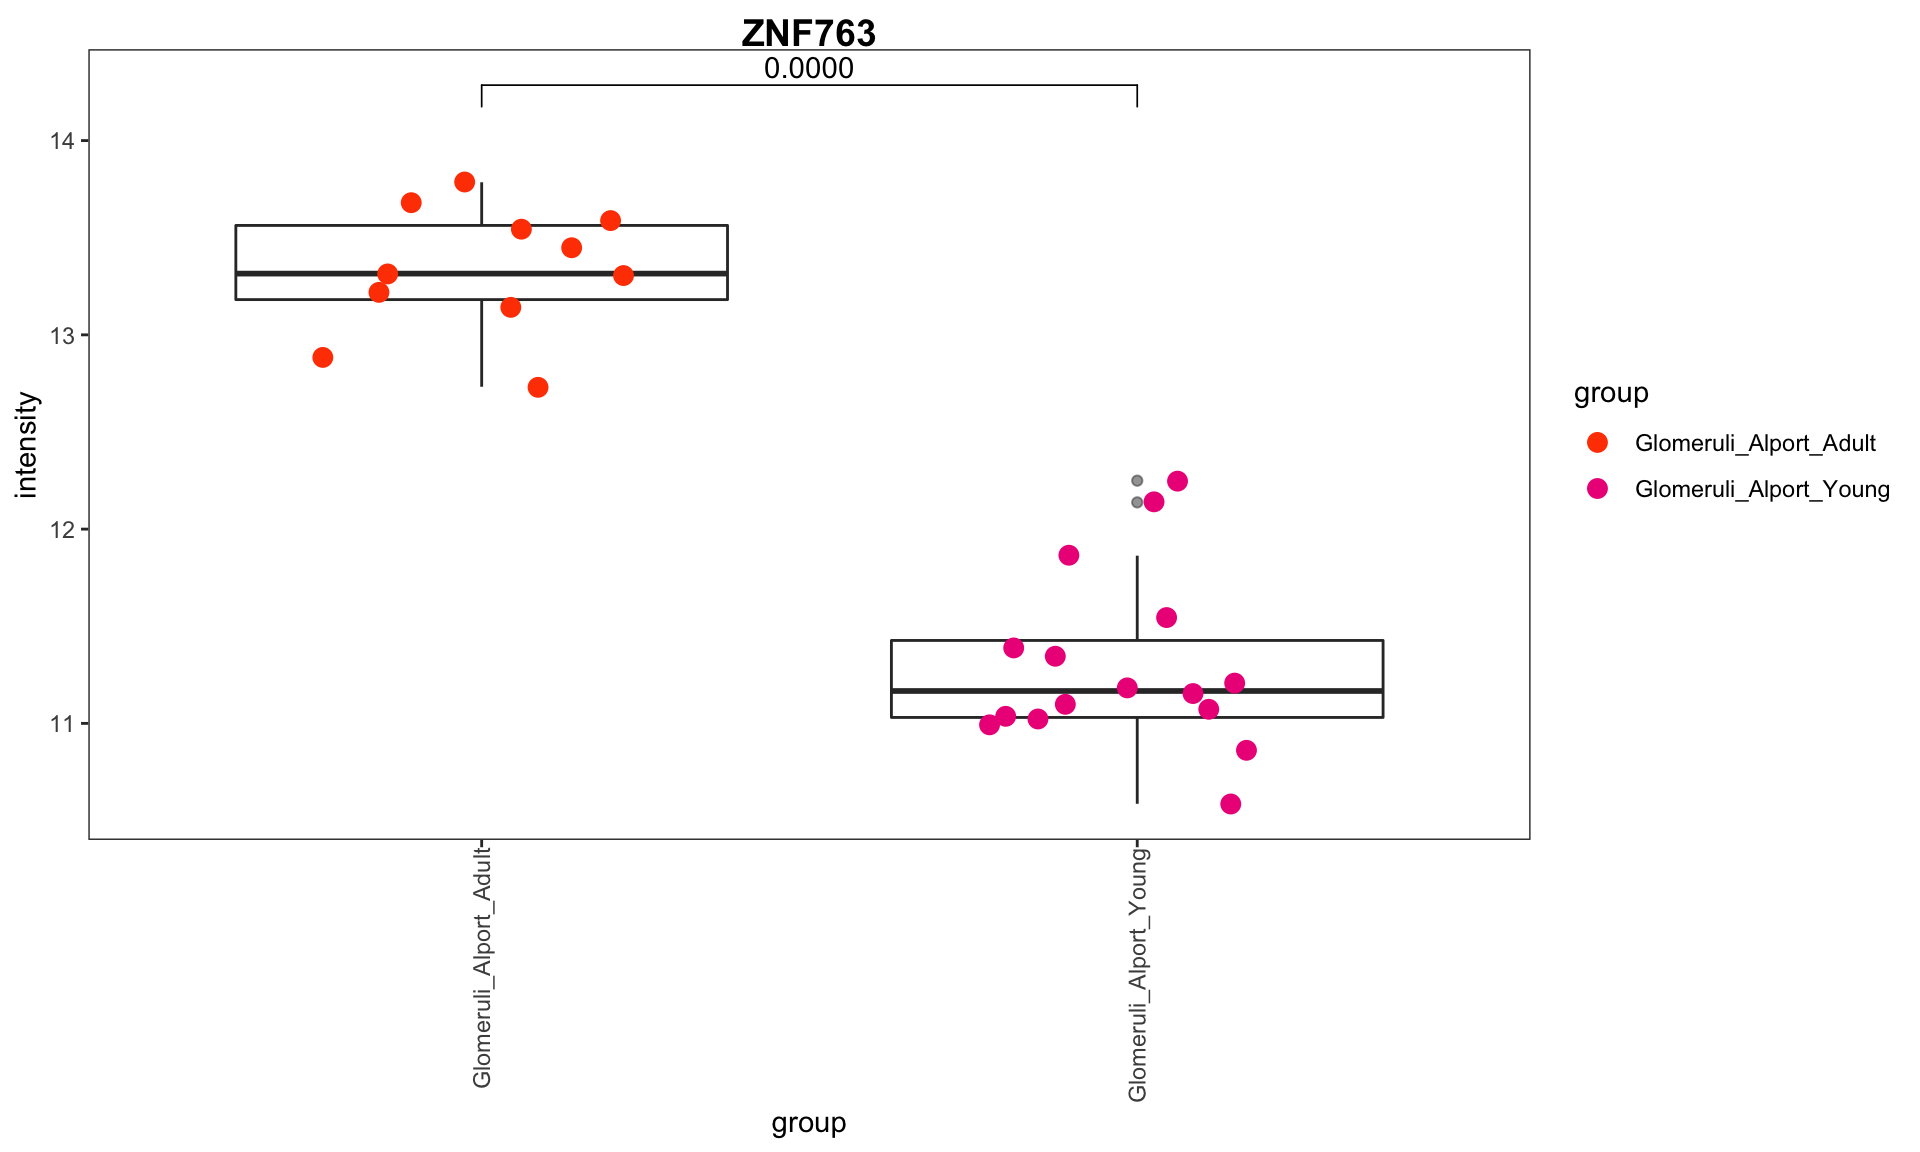 ZNF763
0.0000
14
13
12
11
intensity
Glomeruli_Alport_Adult
Glomeruli_Alport_Young
group
group
Glomeruli_Alport_Adult
Glomeruli_Alport_Young